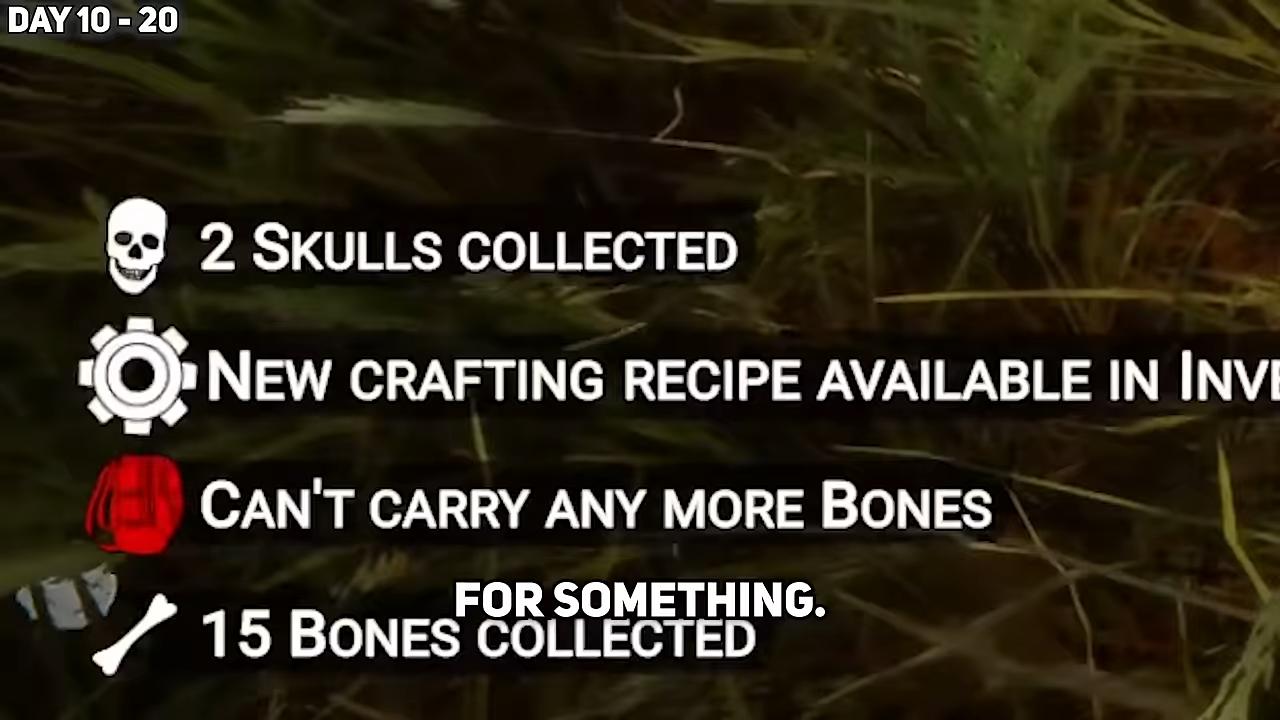 DAY 10 - 20
2 SKULLS COLLECTED
NEW CRAFTING RECIPE AVAILABLE IN INVE
CAN'T CARRY ANY MORE BONES
FOR SOMETHING.
15 BONES COLLECTED